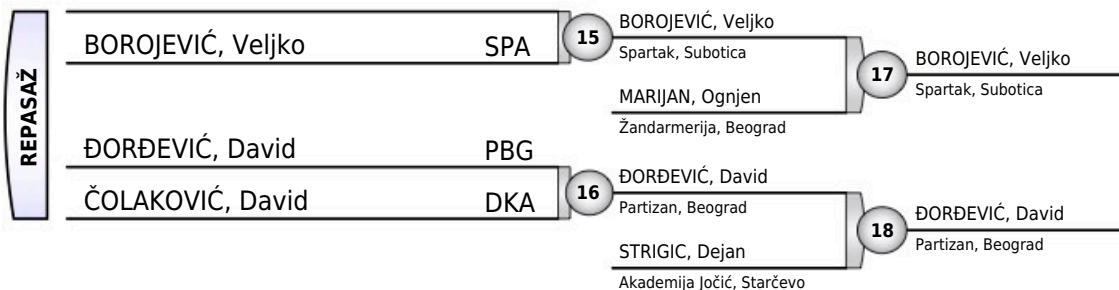 REPASAŽ
BOROJEVIĆ, Veljko SPA
15
BOROJEVIĆ, Veljko
Spartak, Subotica
MARIJAN, Ognjen
Žandarmerija, Beograd
17
BOROJEVIĆ, Veljko
Spartak, Subotica
ĐORĐEVIĆ, David PBG
ČOLAKOVIĆ, David DKA
16
ĐORĐEVIĆ, David
Partizan, Beograd
STRIGIC, Dejan
Akademija Jočić, Starčevo
18
ĐORĐEVIĆ, David
Partizan, Beograd